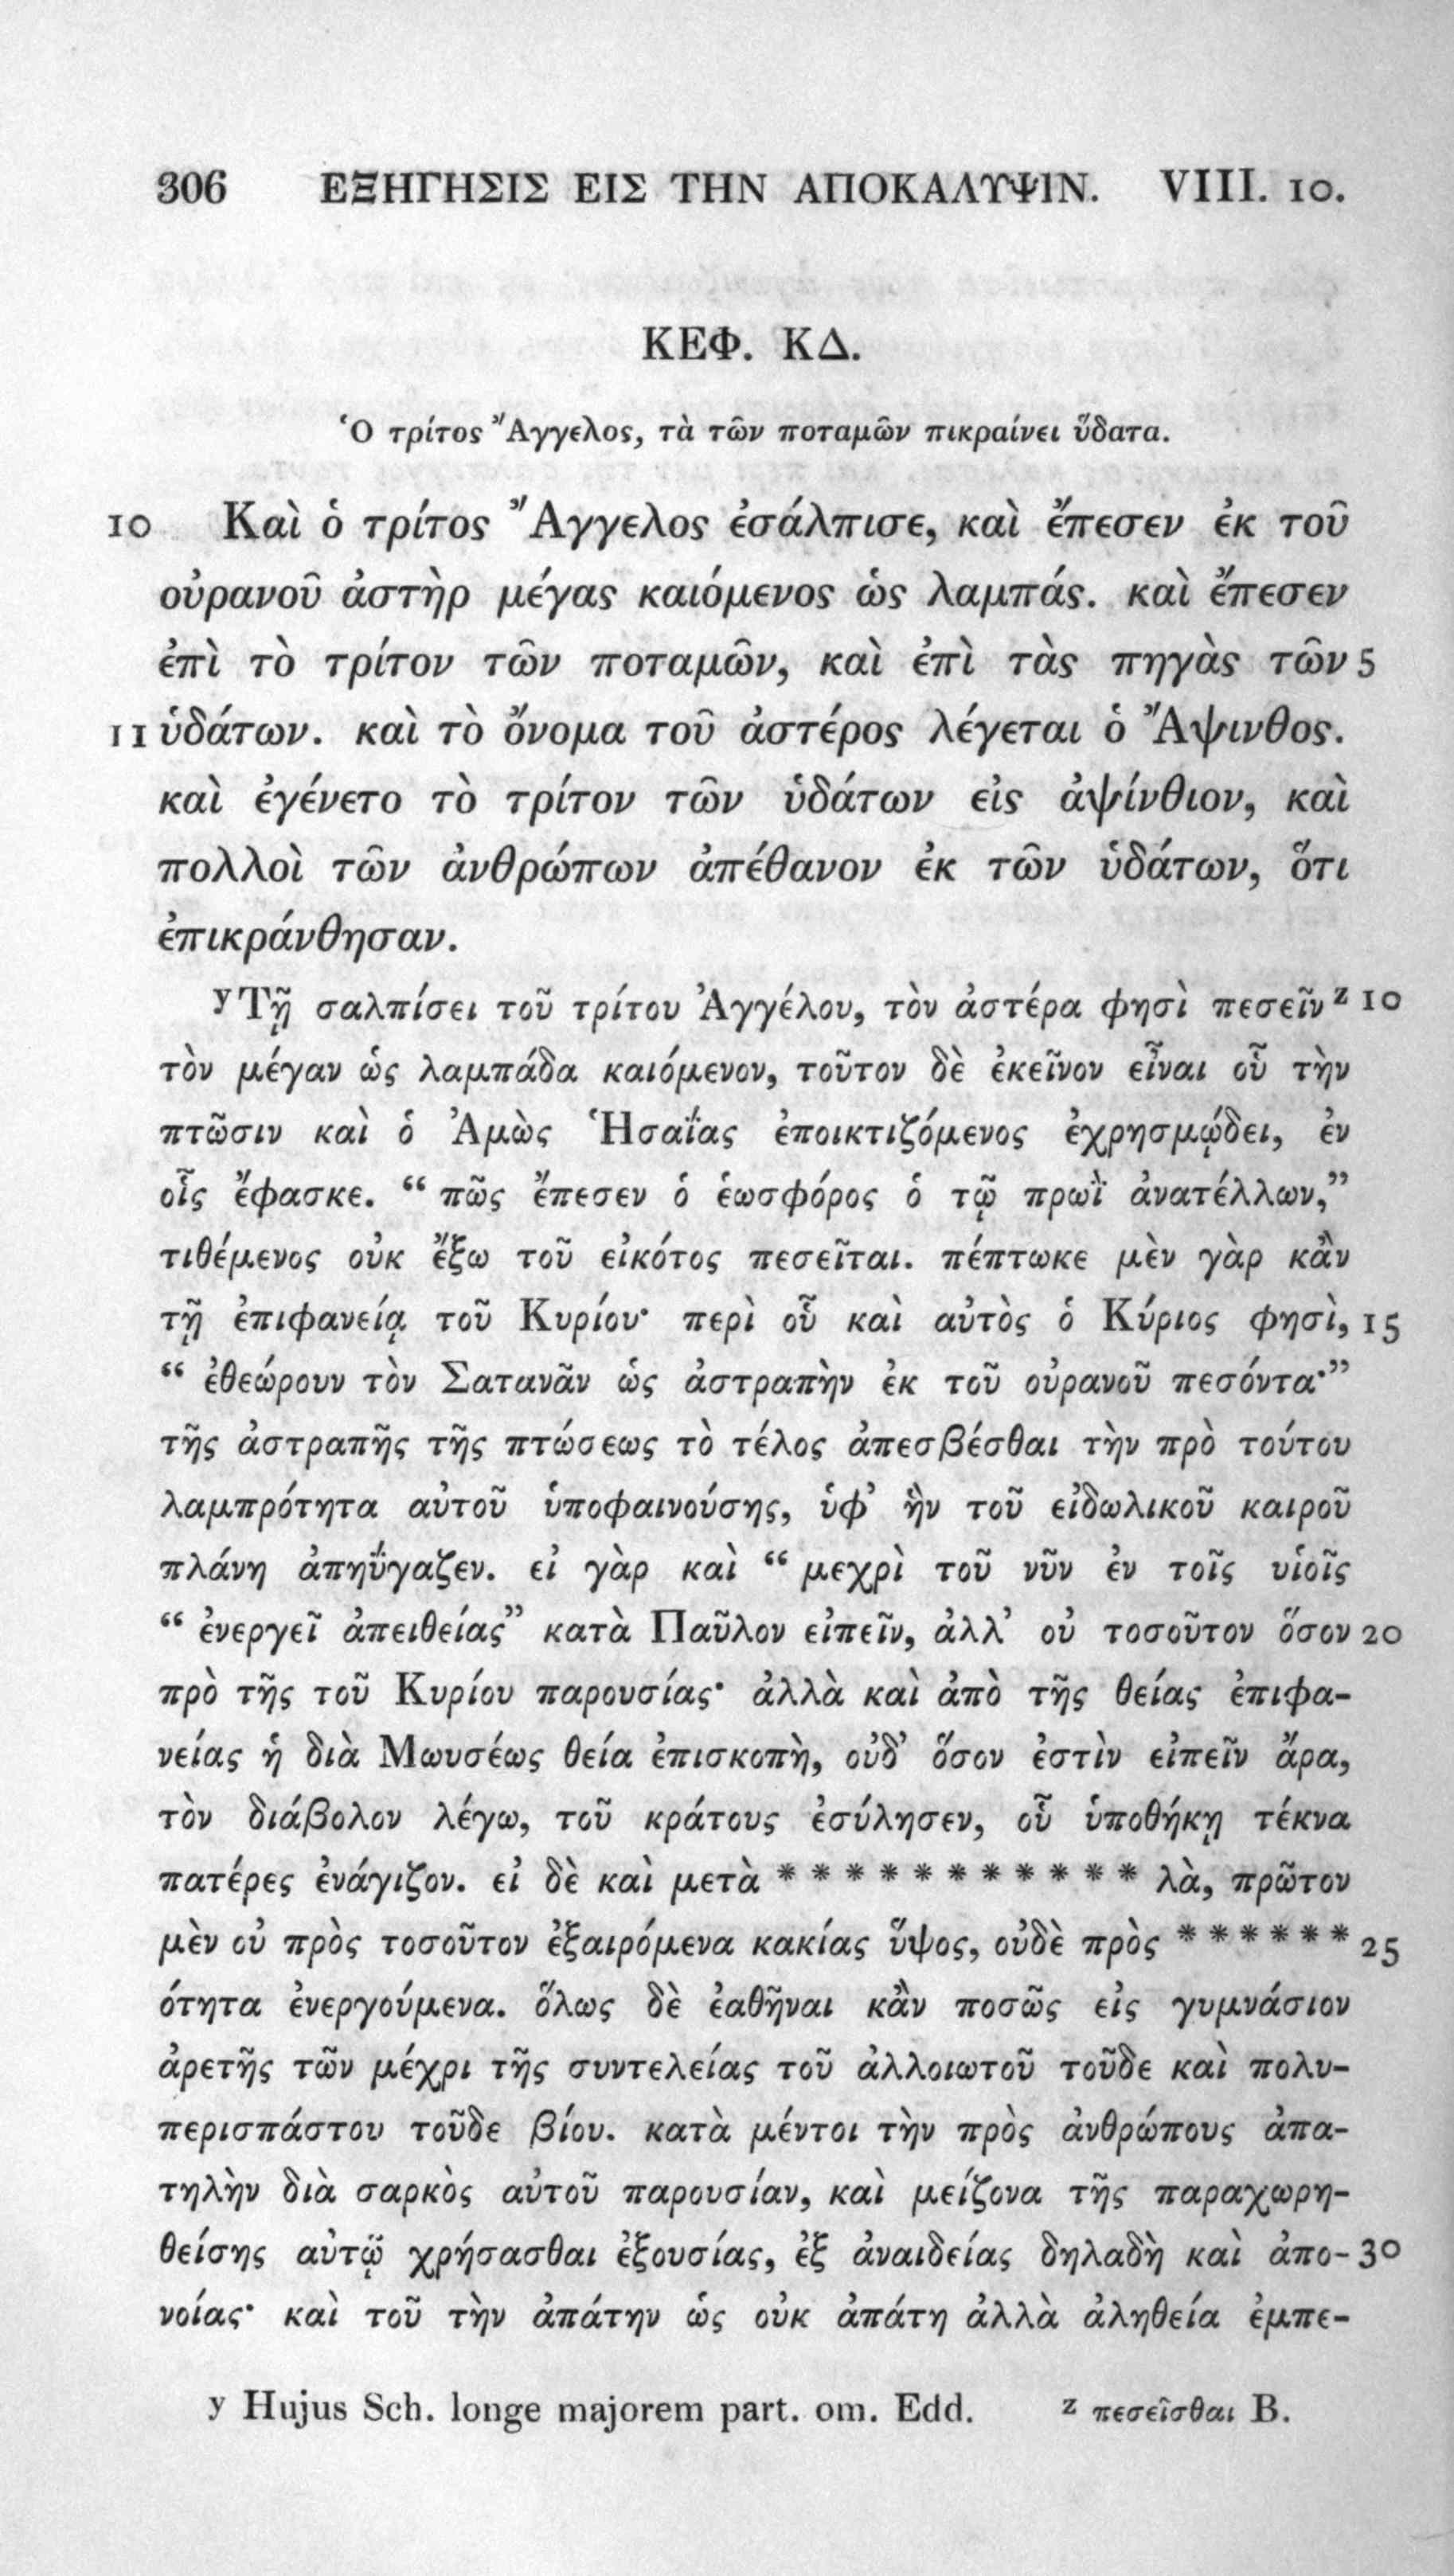 306 ΕΞΗΓΗΣΙΣ ΕΙΣ ΤΗΝ ΑΠΟΚΑΛΥΨΙΝ. VIII. 10.
ΚΕΦ. ΚΔ.
Ὁ τρίτος Ἄγγελος, τὰ τῶν ποταμῶν πικραίνει ὕδατα.
10 Καὶ ὁ τρίτος Ἄγγελος ἐσάλπισε, καὶ ἔπεσεν ἐκ τοῦ
οὐρανοῦ ἀστὴρ μέγας καιόμενος ὡς λαμπάς. καὶ ἔπεσεν
ἐπὶ τὸ τρίτον τῶν ποταμῶν, καὶ ἐπὶ τὰς πηγὰς τῶν 5
11 ὑδάτων. καὶ τὸ ὄνομα τοῦ ἀστέρος λέγεται ὁ Ἄψινθος.
καὶ ἐγένετο τὸ τρίτον τῶν ὑδάτων εἰς ἀψίνθιον, καὶ
πολλοὶ τῶν ἀνθρώπων ἀπέθανον ἐκ τῶν ὑδάτων, ὅτι
ἐπικράνθησαν.
y Τῇ σαλπίσει τοῦ τρίτου Ἀγγέλου, τὸν ἀστέρα φησὶ πεσεῖν z 10
τὸν μέγαν ὡς λαμπάδα καιόμενον, τοῦτον δὲ ἐκεῖνον εἶναι οὗ τὴν
πτῶσιν καὶ ὁ Ἀμὼς Ἡσαΐας ἐποικτιζόμενος ἐχρησμῴδει, ἐν
οἷς ἔφασκε. “ πῶς ἔπεσεν ὁ ἑωσφόρος ὁ τῷ πρωῒ ἀνατέλλων,”
τιθέμενος οὐκ ἔξω τοῦ εἰκότος πεσεῖται. πέπτωκε μὲν γὰρ κἂν
τῇ ἐπιφανείᾳ τοῦ Κυρίου· περὶ οὗ καὶ αὐτὸς ὁ Κύριος φησὶ, 15
“ ἐθεώρουν τὸν Σατανᾶν ὡς ἀστραπὴν ἐκ τοῦ οὐρανοῦ πεσόντα·”
τῆς ἀστραπῆς τῆς πτώσεως τὸ τέλος ἀπεσβέσθαι τὴν πρὸ τούτου
λαμπρότητα αὐτοῦ ὑποφαινούσης, ὑφ’ ἣν τοῦ εἰδωλικοῦ καιροῦ
πλάνη ἀπηΰγαζεν. εἰ γὰρ καὶ “ μεχρὶ τοῦ νῦν ἐν τοῖς υἱοῖς
“ ἐνεργεῖ ἀπειθείας” κατὰ Παῦλον εἰπεῖν, ἀλλ’ οὐ τοσοῦτον ὅσον 20
πρὸ τῆς τοῦ Κυρίου παρουσίας· ἀλλὰ καὶ ἀπὸ τῆς θείας ἐπιφα-
νείας ἡ διὰ Μωυσέως θεία ἐπισκοπὴ, οὐδ’ ὅσον ἐστὶν εἰπεῖν ἄρα,
τὸν διάβολον λέγω, τοῦ κράτους ἐσύλησεν, οὗ ὑποθήκῃ τέκνα
πατέρες ἐνάγιζον. εἰ δὲ καὶ μετὰ * * * * * * * * * * * λὰ, πρῶτον
μὲν οὐ πρὸς τοσοῦτον ἐξαιρόμενα κακίας ὕψος, οὐδὲ πρὸς * * * * * * 25
ότητα ἐνεργούμενα. ὅλως δὲ ἐαθῆναι κἂν ποσῶς εἰς γυμνάσιον
ἀρετῆς τῶν μέχρι τῆς συντελείας τοῦ ἀλλοιωτοῦ τοῦδε καὶ πολυ-
περισπάστου τοῦδε βίου. κατὰ μέντοι τὴν πρὸς ἀνθρώπους ἀπα-
τηλὴν διὰ σαρκὸς αὐτοῦ παρουσίαν, καὶ μείζονα τῆς παραχωρη-
θείσης αὐτῷ χρήσασθαι ἐξουσίας, ἐξ ἀναιδείας δηλαδὴ καὶ ἀπο- 30
νοίας· καὶ τοῦ τὴν ἀπάτην ὡς οὐκ ἀπάτη ἀλλὰ ἀληθεία ἐμπε-
y Hujus Sch. longe majorem part. om. Edd. z πεσεῖσθαι B.